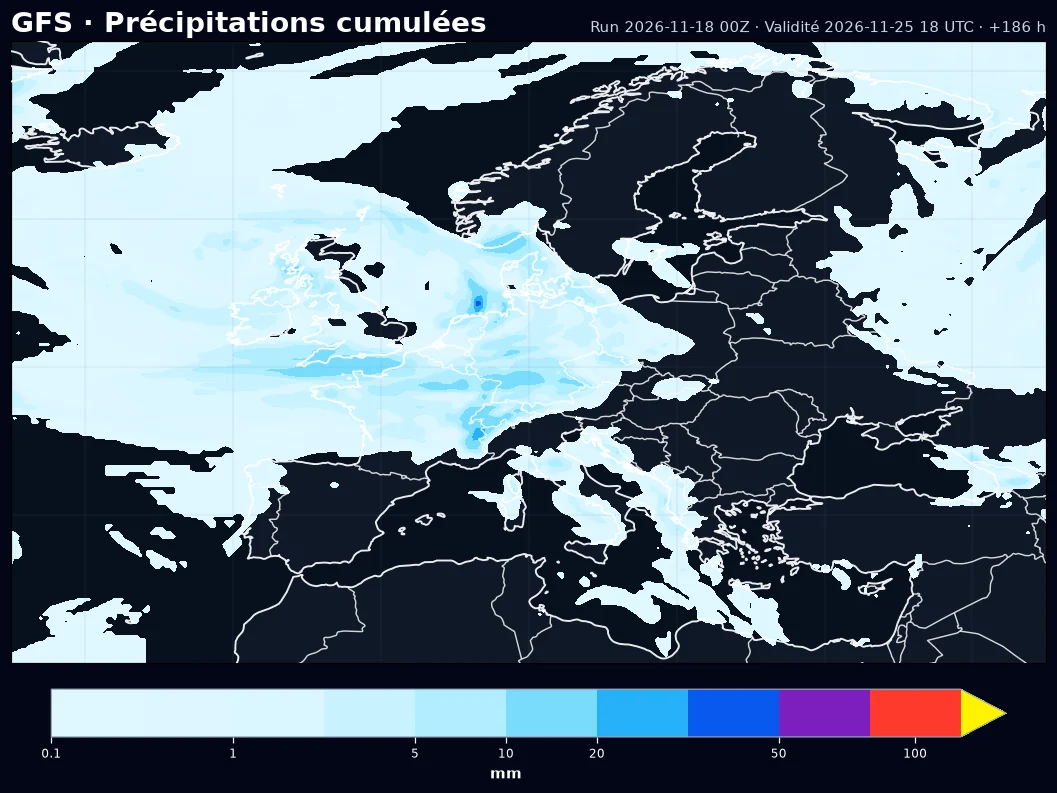 GFS · Précipitations cumulées
Run 2026-11-18 00Z · Validité 2026-11-25 18 UTC · +186 h
0.1 1 5 10 20 50 100
mm